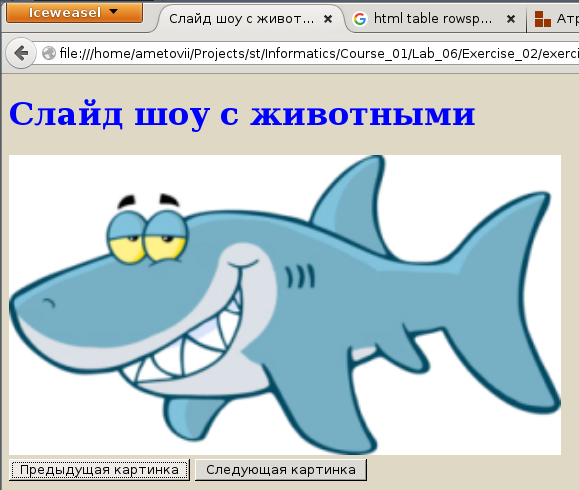 Iceweasel
Слайд шоу с живот...
html table rowsp...
Атр
file:///home/ametovii/Projects/st/Informatics/Course_01/Lab_06/Exercise_02/exerci
Слайд шоу с животными
Предыдущая картинка
Следующая картинка